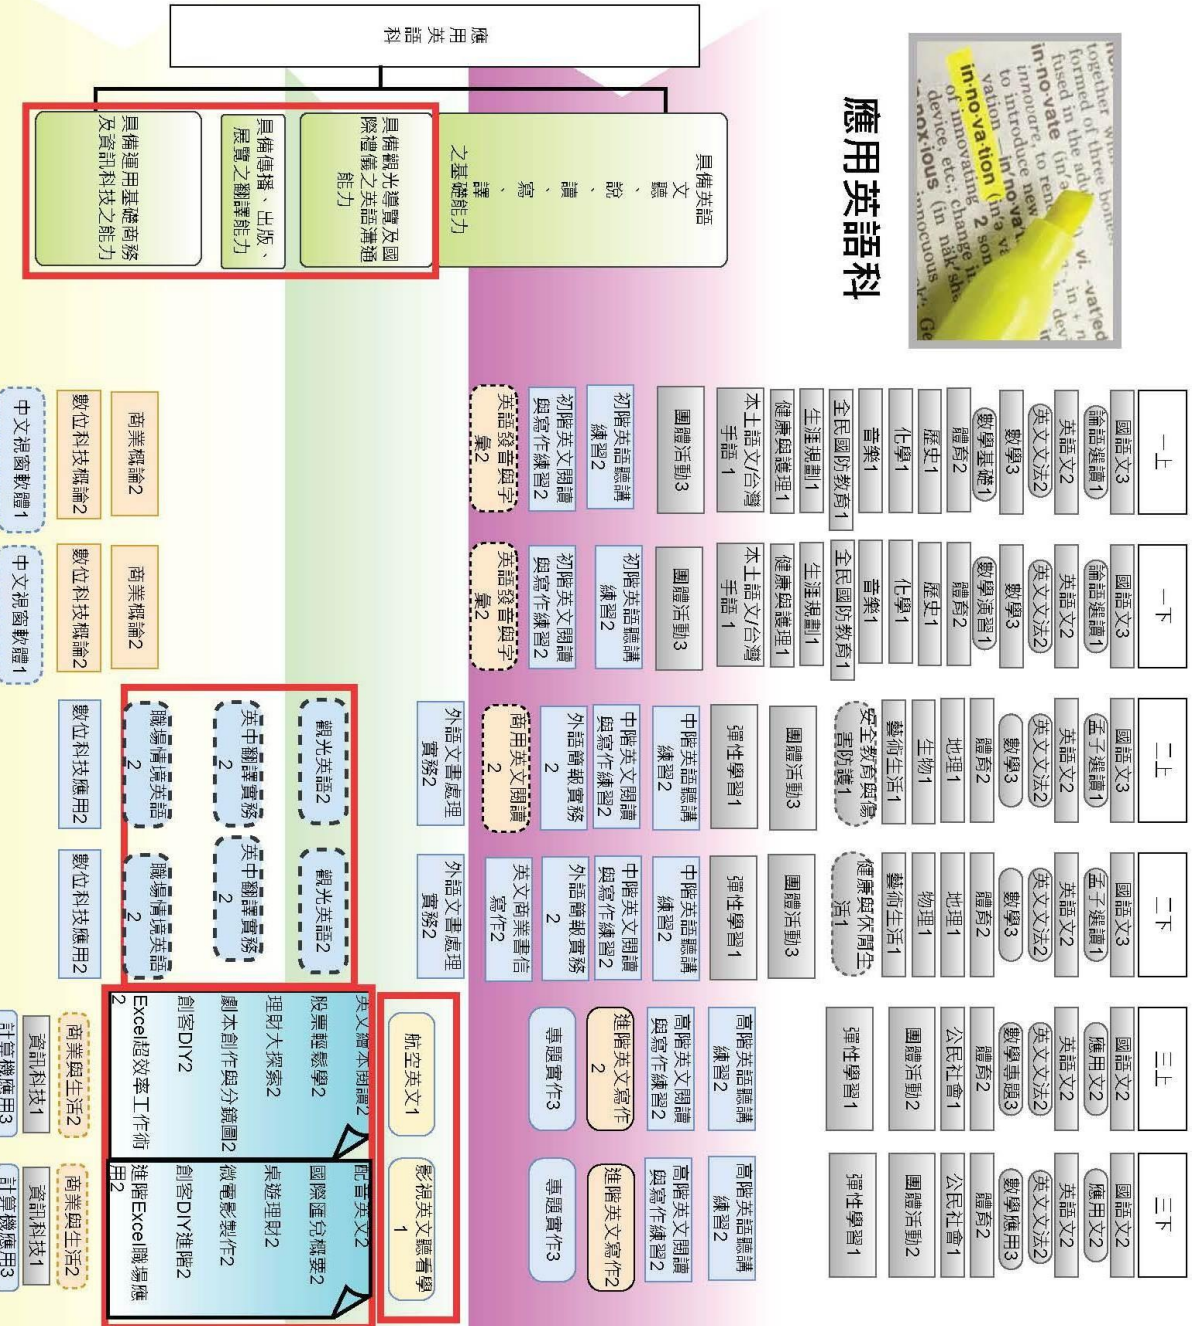 together
formed of three bones
fused in the
in·no·vate vi. -vat'ed
innovare, to
to introduce new
vation
in·no·va·tion
of innovating 2
device, etc.; change in
應用英語科
應用英語科
具備英語文聽、說、讀、寫、譯之基礎能力
具備觀光導覽及國際禮儀之英語溝通能力
具備傳播、出版、展覽之翻譯能力
具備運用基礎商務及資訊科技之能力
一上
國語文3
論語選讀1
英語文2
英文文法2
數學3
數學基礎1
體育2
歷史1
化學1
音樂1
全民國防教育1
生涯規劃1
健康與護理1
本土語文/台灣
手語1
團體活動3
初階英語聽講
練習2
初階英文閱讀
與寫作練習2
英語發音與字
彙2
商業概論2
數位科技概論2
中文視窗軟體1
一下
國語文3
論語選讀1
英語文2
英文文法2
數學3
數學演習1
體育2
歷史1
化學1
音樂1
全民國防教育1
生涯規劃1
健康與護理1
本土語文/台灣
手語1
團體活動3
初階英語聽講
練習2
初階英文閱讀
與寫作練習2
英語發音與字
彙2
商業概論2
數位科技概論2
中文視窗軟體1
二上
國語文3
孟子選讀1
英語文2
英文文法2
數學3
體育2
地理1
生物1
藝術生活1
安全教育與傷
害防護1
團體活動3
彈性學習1
中階英語聽講
練習2
中階英文閱讀
與寫作練習2
外語簡報實務
2
商用英文閱讀
2
外語文書處理
實務2
觀光英語2
英中翻譯實務
2
職場情境英語
2
數位科技應用2
二下
國語文3
孟子選讀1
英語文2
英文文法2
數學3
體育2
地理1
物理1
藝術生活1
健康與休閒生
活1
團體活動3
彈性學習1
中階英語聽講
練習2
中階英文閱讀
與寫作練習2
外語簡報實務
2
英文商業書信
寫作2
外語文書處理
實務2
觀光英語2
英中翻譯實務
2
職場情境英語
2
數位科技應用2
三上
國語文2
應用文2
英語文2
英文文法2
數學專題3
體育2
公民社會1
團體活動2
彈性學習1
高階英語聽講
練習2
高階英文閱讀
與寫作練習2
進階英文寫作
2
專題實作3
航空英文1
英文繪本閱讀2
股票輕鬆學2
理財大探索2
劇本創作與分鏡圖2
創客DIY2
Excel超效率工作術
2
商業與生活2
資訊科技1
計算機應用3
三下
國語文2
應用文2
英語文2
英文文法2
數學應用3
體育2
公民社會1
團體活動2
彈性學習1
高階英語聽講
練習2
高階英文閱讀
與寫作練習2
進階英文寫作2
專題實作3
影視英文聽看學
1
配音英文2
國際匯兌概要2
桌遊理財2
微電影製作2
創客DIY進階2
進階Excel職場應
用2
商業與生活2
資訊科技1
計算機應用3